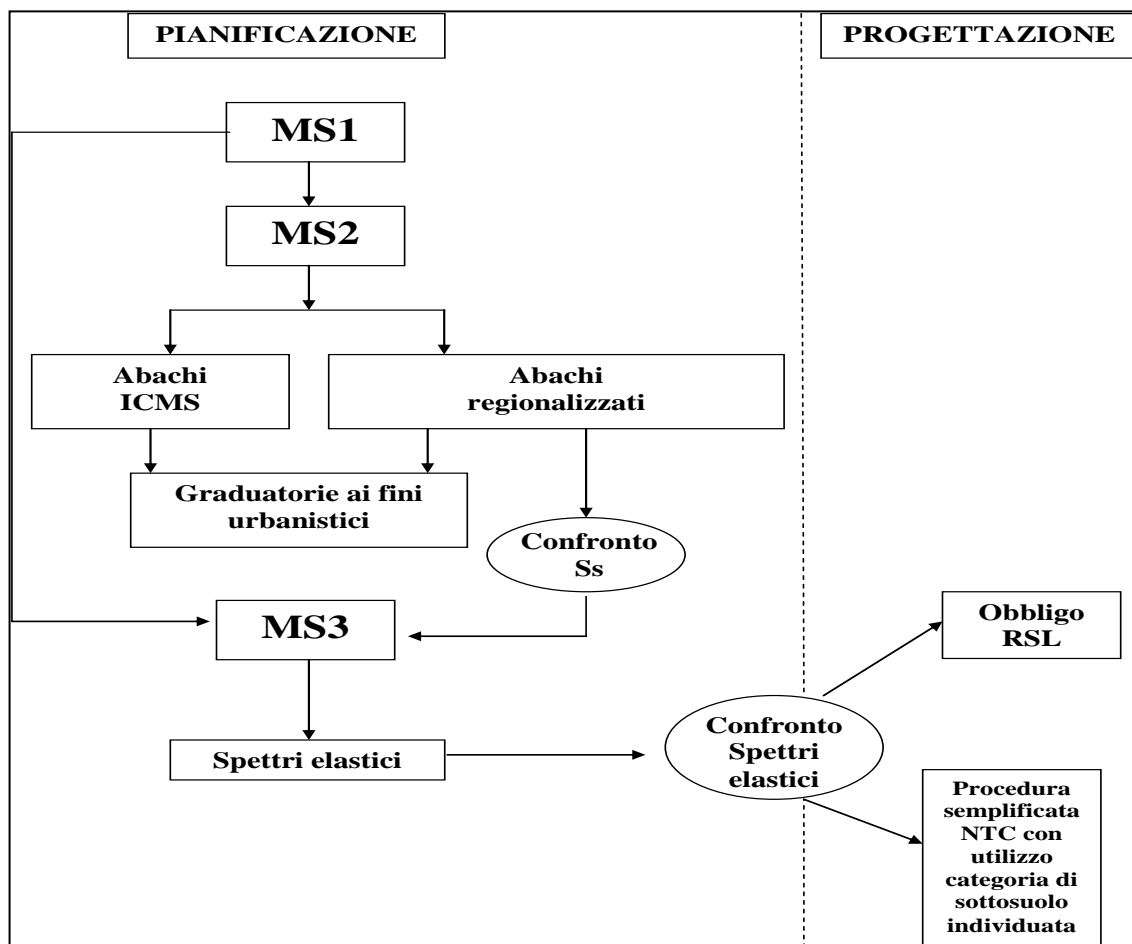 PIANIFICAZIONE
PROGETTAZIONE
MS1
MS2
Abachi
ICMS
Abachi
regionalizzati
Graduatorie ai fini
urbanistici
Confronto
Ss
MS3
Obbligo
RSL
Spettri elastici
Confronto
Spettri
elastici
Procedura
semplificata
NTC con
utilizzo
categoria di
sottosuolo
individuata